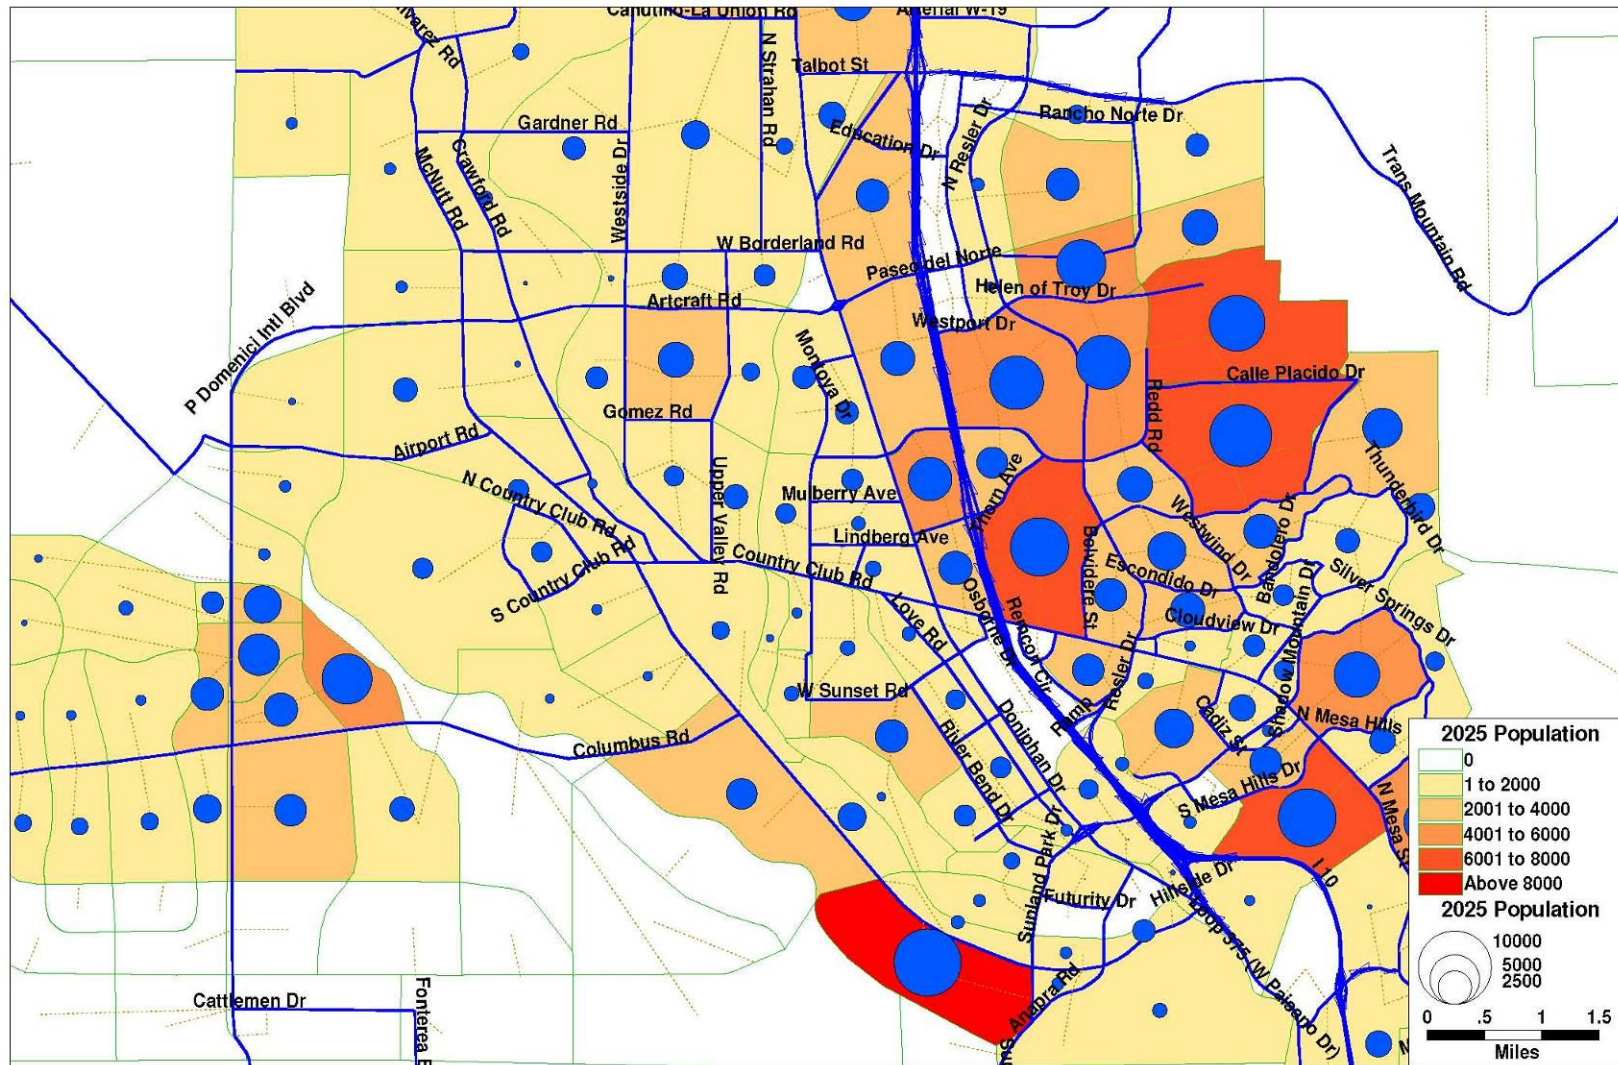 Canutillo-La Union Rd
Arterial W-19
Alvarez Rd
N Strahan Rd
Talbot St
Gardner Rd
Education Dr
N Resler Dr
Rancho Norte Dr
McNutt Rd
Crawford Rd
Westside Dr
Trans Mountain Rd
W Borderland Rd
Paseo del Norte
Helen of Troy Dr
Artcraft Rd
Westport Dr
P Domenici Intl Blvd
Montoya Dr
Calle Placido Dr
Redd Rd
Gomez Rd
Airport Rd
Thunderbird Dr
N Country Club Rd
Upper Valley Rd
Mulberry Ave
Thorn Ave
Westwind Dr
Bandolero Dr
Lindberg Ave
Country Club Rd
S Country Club Rd
Belvidere St
Escondido Dr
Silver Springs Dr
Cloudview Dr
Shadow Mountain Dr
Love Rd
Osborne Dr
Remcon Cir
Resler Dr
W Sunset Rd
Ramp
Cadiz St
N Mesa Hills
Columbus Rd
River Bend Dr
Doniphan Dr
S Mesa Hills Dr
N Mesa St
I 10
Sunland Park Dr
Futurity Dr
Hillside Dr
Loop 375 (W Paisano Dr)
Anapra Rd
Cattlemen Dr
Fonterea B
2025 Population
0
1 to 2000
2001 to 4000
4001 to 6000
6001 to 8000
Above 8000
2025 Population
10000
5000
2500
0 .5 1 1.5
Miles